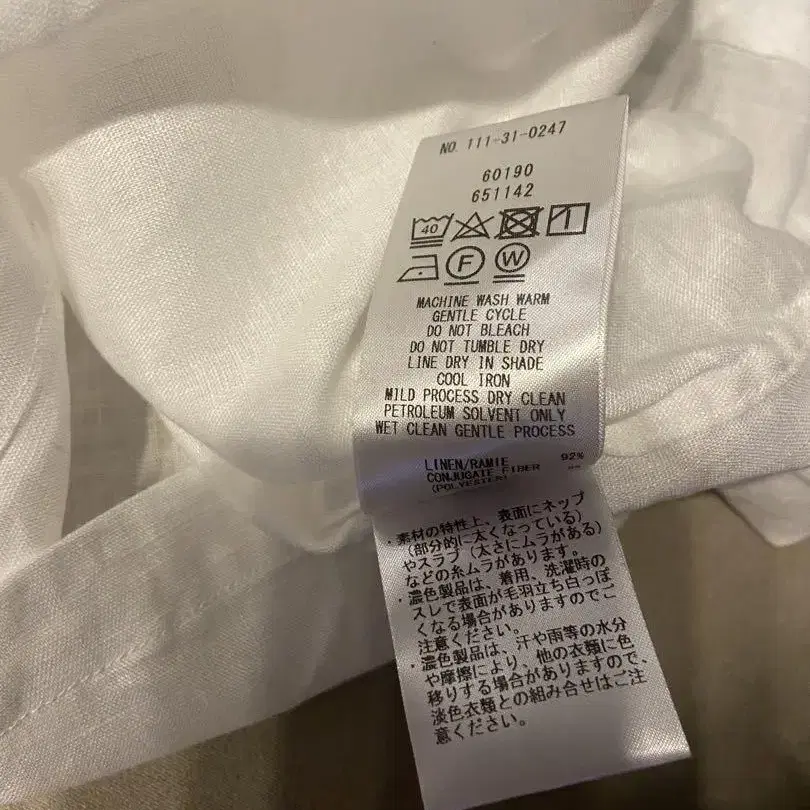 NO. 111-31-0247
60190
651142
40
F W
MACHINE WASH WARM
GENTLE CYCLE
DO NOT BLEACH
DO NOT TUMBLE DRY
LINE DRY IN SHADE
COOL IRON
MILD PROCESS DRY CLEAN
PETROLEUM SOLVENT ONLY
WET CLEAN GENTLE PROCESS
LINEN/RAMIE 92%
CONJUGATE FIBER
(POLYESTER)
・素材の特性上、表面にネップ
(部分的に太くなっている)
やスラブ(太さにムラがある)
などの糸ムラがあります。
・濃色製品は、着用、洗濯時の
スレで表面が毛羽立ち白っぽ
くなる場合がありますのでご
注意ください。
・濃色製品は、汗や雨等の水分
や摩擦により、他の衣類に色
移りする場合がありますので、
淡色衣類との組み合せはご注
意ください。